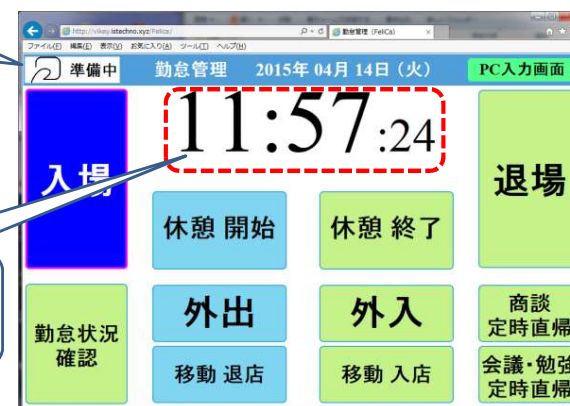 http://vikey.istechno.xyz/Felica/
勤怠管理 (FeliCa)
ファイル(F) 編集(E) 表示(V) お気に入り(A) ツール(T) ヘルプ(H)
準備中 勤怠管理 2015年 04月 14日(火) PC入力画面
11:57:24
入場
退場
休憩 開始
休憩 終了
勤怠状況
確認
外出
外入
商談
定時直帰
移動 退店
移動 入店
会議・勉強
定時直帰